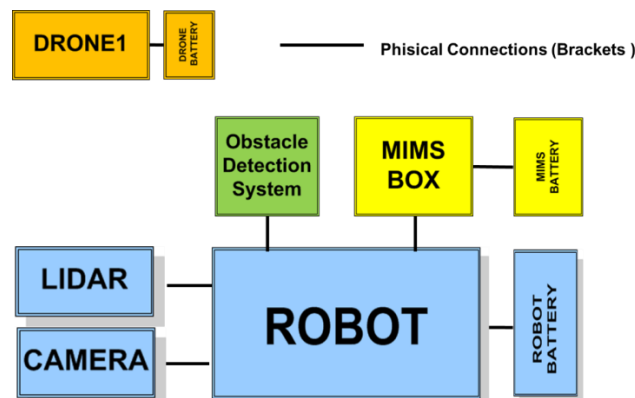 DRONE1
DRONE
BATTERY
Phisical Connections (Brackets )
Obstacle
Detection
System
MIMS
BOX
MIMS
BATTERY
LIDAR
CAMERA
ROBOT
ROBOT
BATTERY